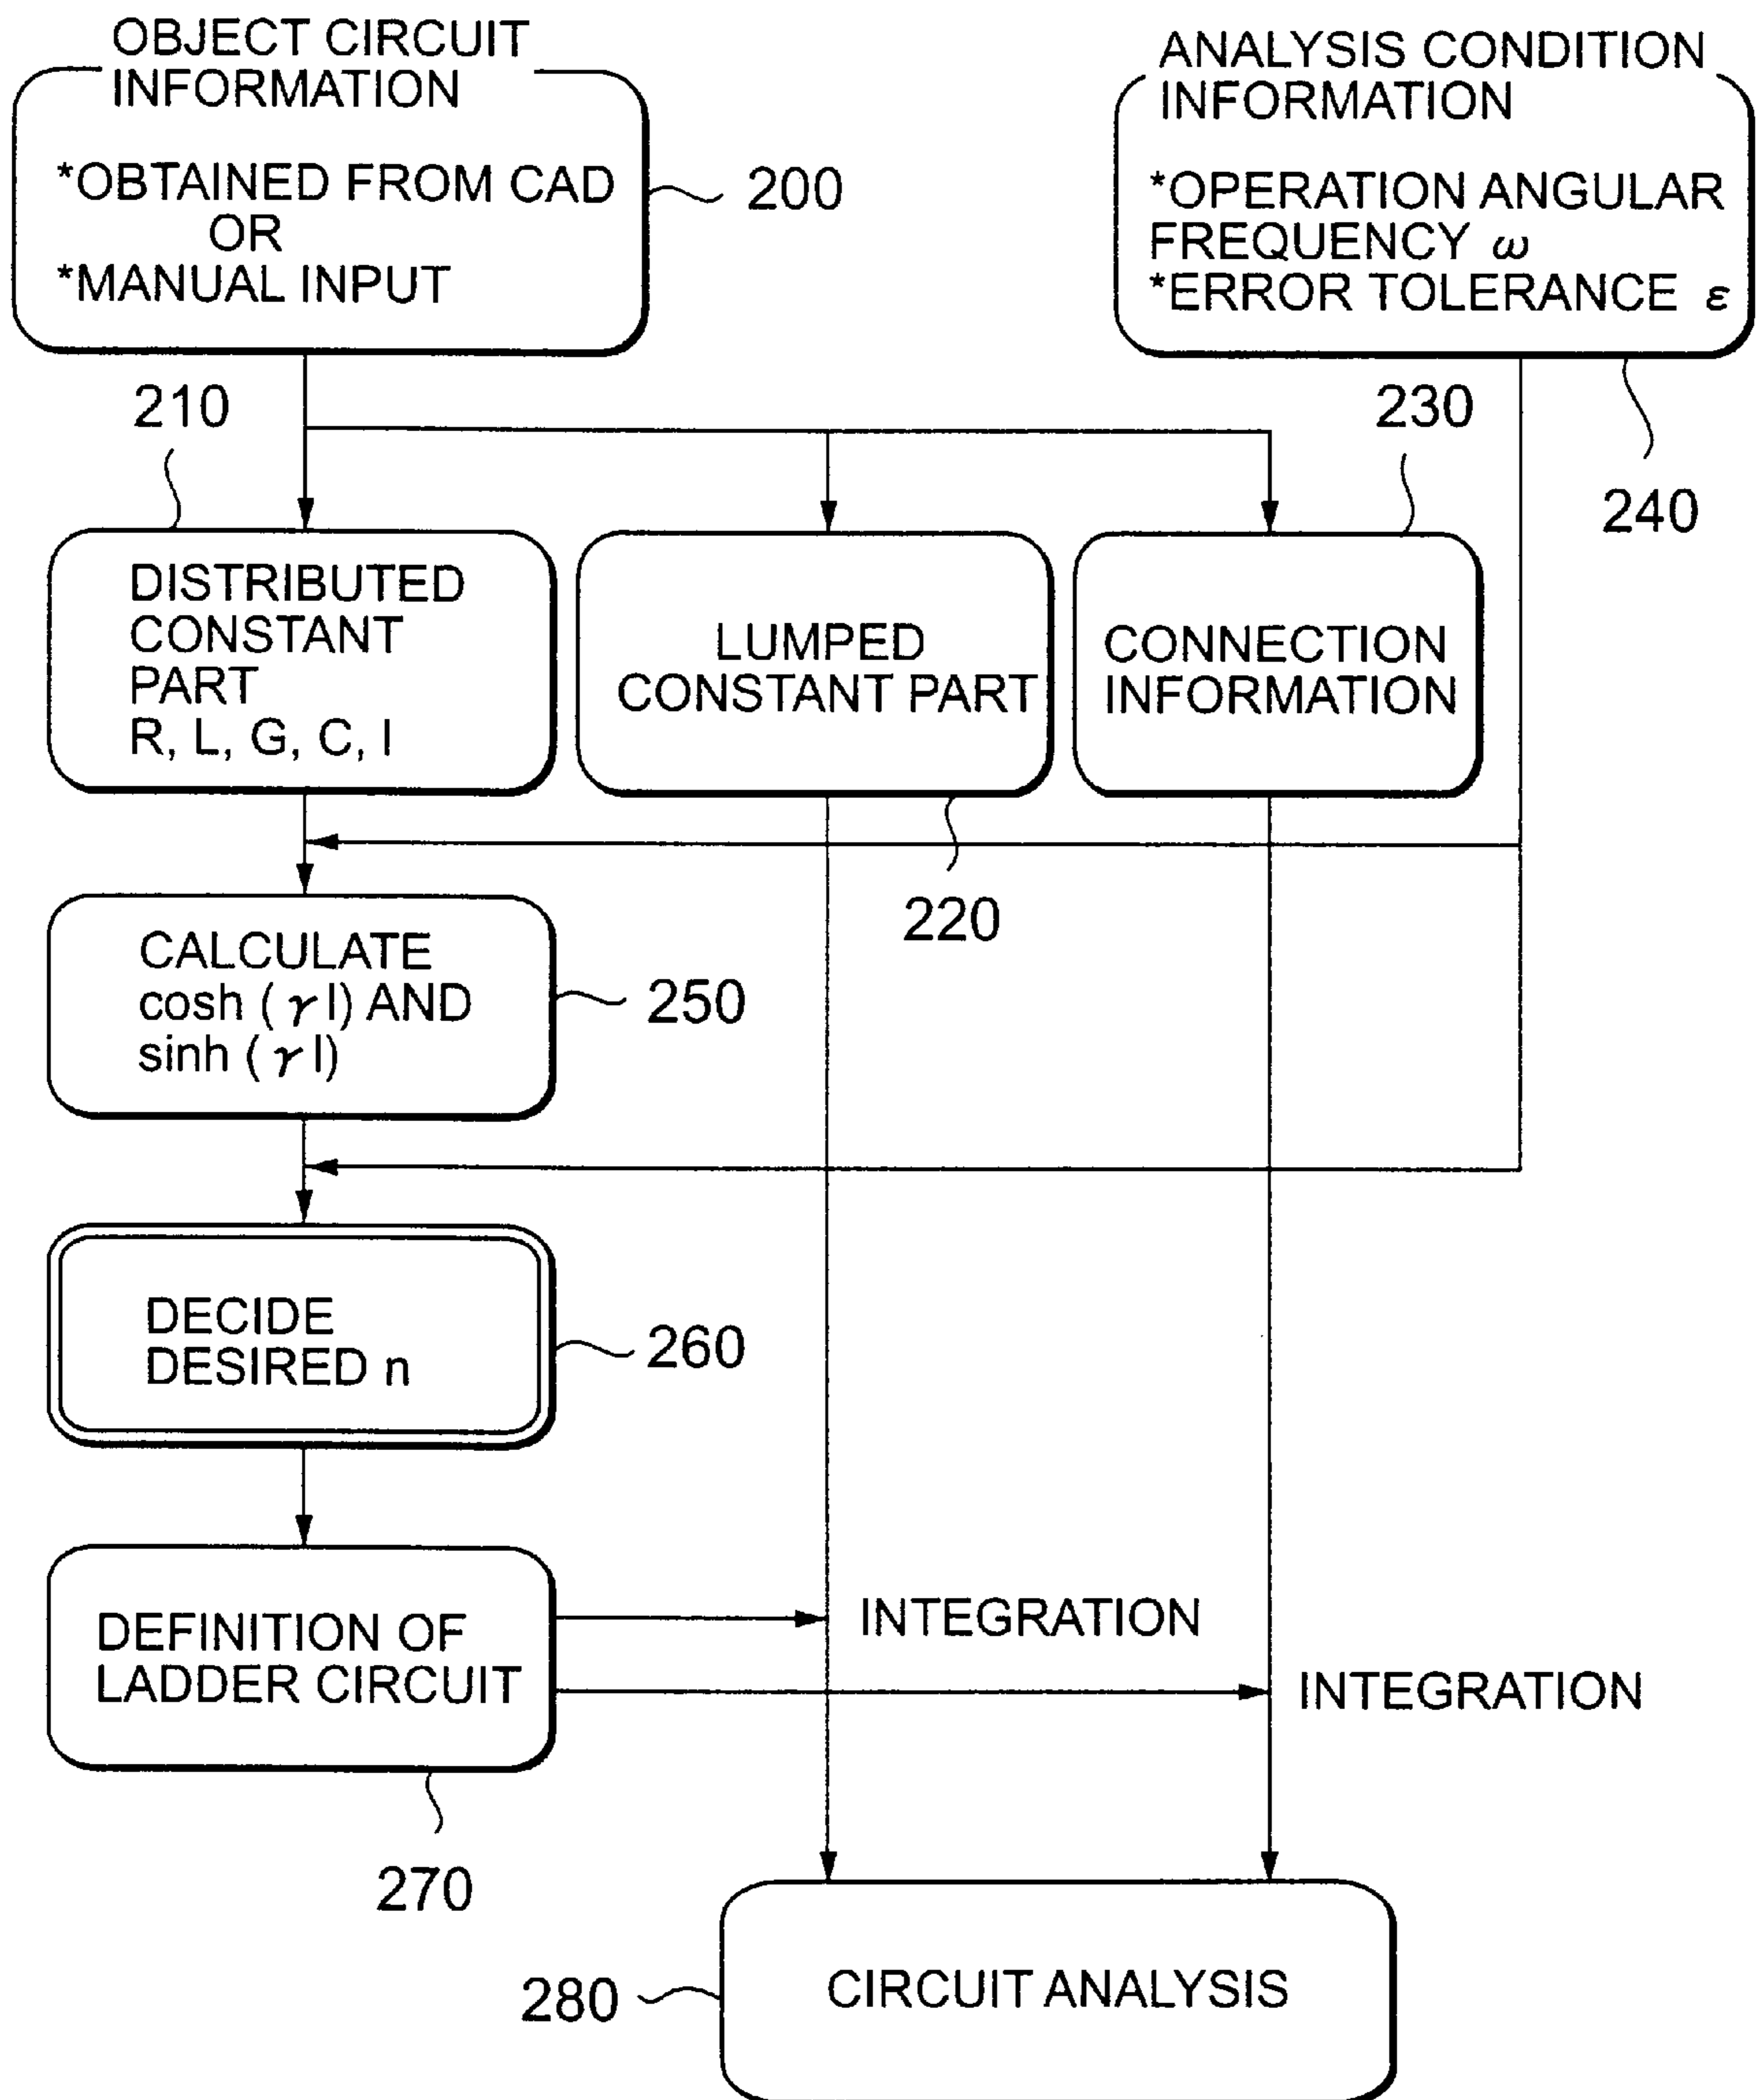 OBJECT CIRCUIT
INFORMATION
*OBTAINED FROM CAD
OR
*MANUAL INPUT
200
ANALYSIS CONDITION
INFORMATION
*OPERATION ANGULAR
FREQUENCY ω
*ERROR TOLERANCE ε
240
210
DISTRIBUTED
CONSTANT
PART
R, L, G, C, l
LUMPED
CONSTANT PART
220
230
CONNECTION
INFORMATION
CALCULATE
cosh (γl) AND
sinh (γl)
250
DECIDE
DESIRED n
260
DEFINITION OF
LADDER CIRCUIT
270
INTEGRATION
INTEGRATION
280
CIRCUIT ANALYSIS